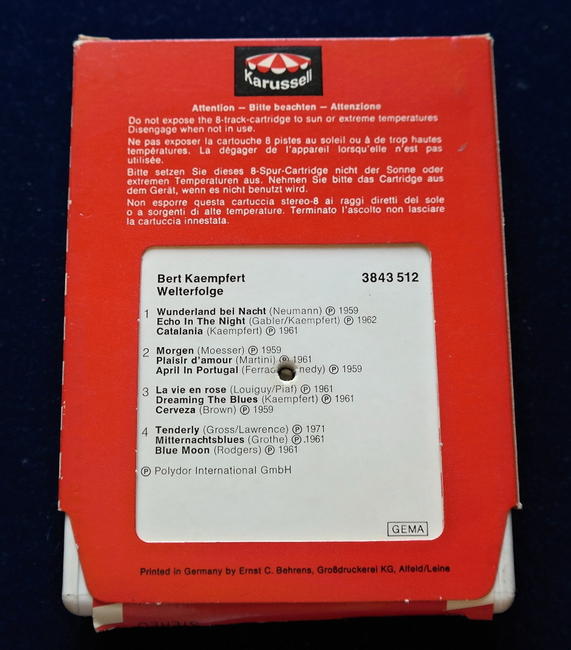 Karussell
Attention – Bitte beachten – Attenzione
Do not expose the 8-track-cartridge to sun or extreme temperatures
Disengage when not in use.
Ne pas exposer la cartouche 8 pistes au soleil ou à de trop hautes
températures. La dégager de l'appareil lorsqu'elle n'est pas
utilisée.
Bitte setzen Sie dieses 8-Spur-Cartridge nicht der Sonne oder
extremen Temperaturen aus. Nehmen Sie bitte das Cartridge aus
dem Gerät, wenn es nicht benutzt wird.
Non esporre questa cartuccia stereo-8 ai raggi diretti del sole
o a sorgenti di alte temperature. Terminato l'ascolto non lasciare
la cartuccia innestata.
Bert Kaempfert 3843 512
Welterfolge
1 Wunderland bei Nacht (Neumann) ℗ 1959
Echo In The Night (Gabler/Kaempfert) ℗ 1962
Catalania (Kaempfert) ℗ 1961
2 Morgen (Moesser) ℗ 1959
Plaisir d'amour (Martini) ℗ 1961
April In Portugal ℗ 1959
3 La vie en rose (Louiguy/Piaf) ℗ 1961
Dreaming The Blues (Kaempfert) ℗ 1961
Cerveza (Brown) ℗ 1959
4 Tenderly (Gross/Lawrence) ℗ 1971
Mitternachtsblues (Grothe) ℗ 1961
Blue Moon (Rodgers) ℗ 1961
℗ Polydor International GmbH
GEMA
Printed in Germany by Ernst C. Behrens, Großdruckerei KG, Alfeld/Leine